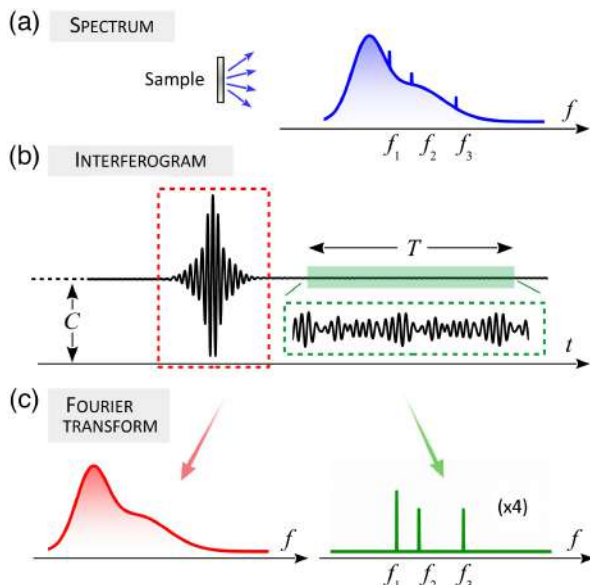 (a) SPECTRUM
Sample
f
f₁ f₂ f₃
(b) INTERFEROGRAM
T
C
t
(c) FOURIER
TRANSFORM
(x4)
f f
f₁ f₂ f₃